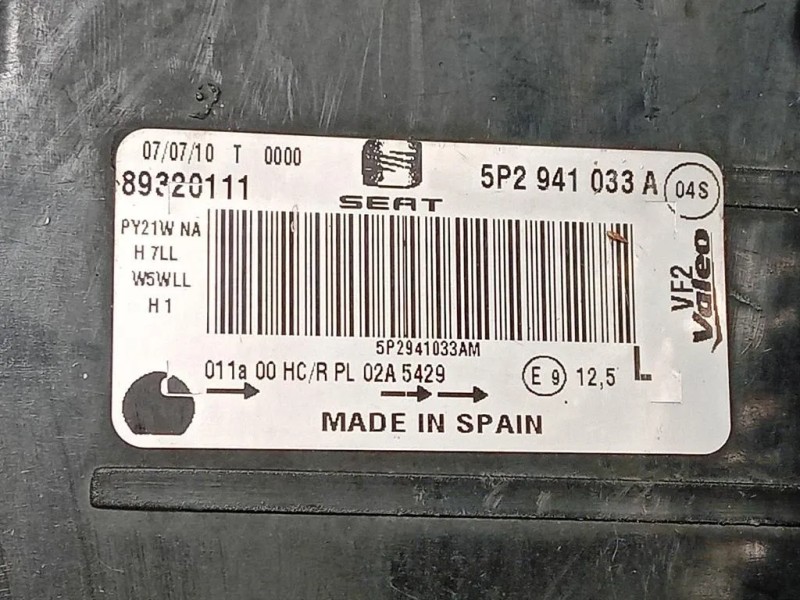 07/07/10 T 0000
89320111
SEAT
5P2 941 033 A
04S
PY21W NA
H 7LL
W5WLL
H 1
VF2
Valeo
5P2941033AM
011a 00 HC/R PL 02A 5429
E 9 12,5
L
MADE IN SPAIN